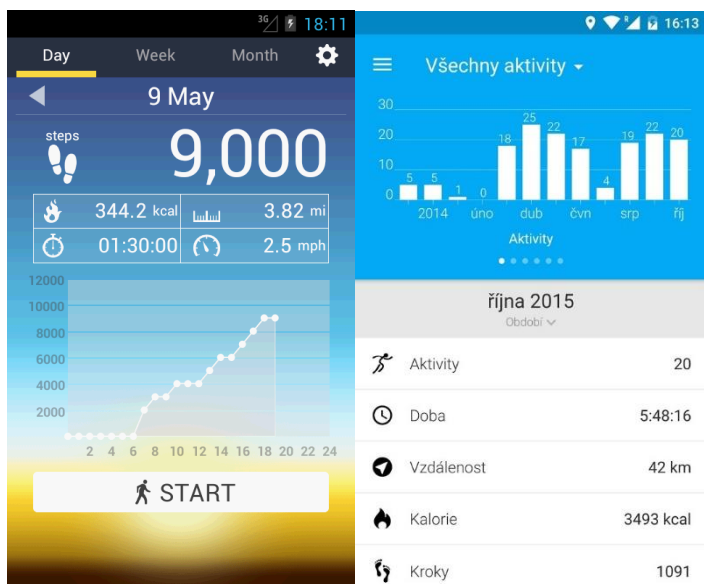 3G 18:11
Day Week Month
9 May
steps
9,000
344.2 kcal 3.82 mi
01:30:00 2.5 mph
12000
10000
8000
6000
4000
2000
2 4 6 8 10 12 14 16 18 20 22 24
START
R 16:13
Všechny aktivity
30
20
10
0
5 5 1 0 18 25 22 17 4 19 22 20
2014 úno dub čvn srp říj
Aktivity
října 2015
Období
Aktivity 20
Doba 5:48:16
Vzdálenost 42 km
Kalorie 3493 kcal
Kroky 1091